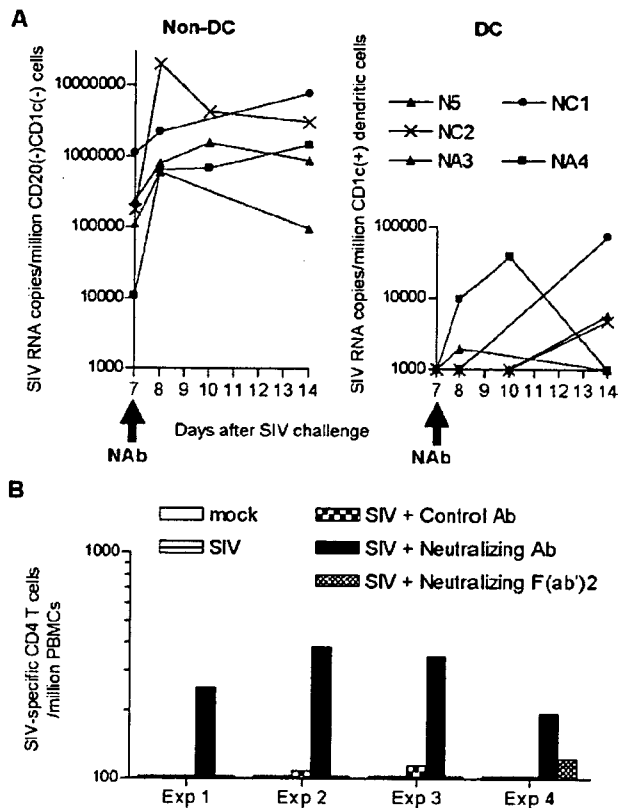 A
Non-DC
DC
SIV RNA copies/million CD20(-)CD1c(-) cells
10000000
1000000
100000
10000
1000
7 8 9 10 11 12 13 14
NAb
Days after SIV challenge
N5
NC1
NC2
NA3
NA4
SIV RNA copies/million CD1c(+) dendritic cells
100000
10000
1000
7 8 9 10 11 12 13 14
NAb
B
mock
SIV
SIV + Control Ab
SIV + Neutralizing Ab
SIV + Neutralizing F(ab')2
SIV-specific CD4 T cells
/million PBMCs
1000
100
Exp 1 Exp 2 Exp 3 Exp 4